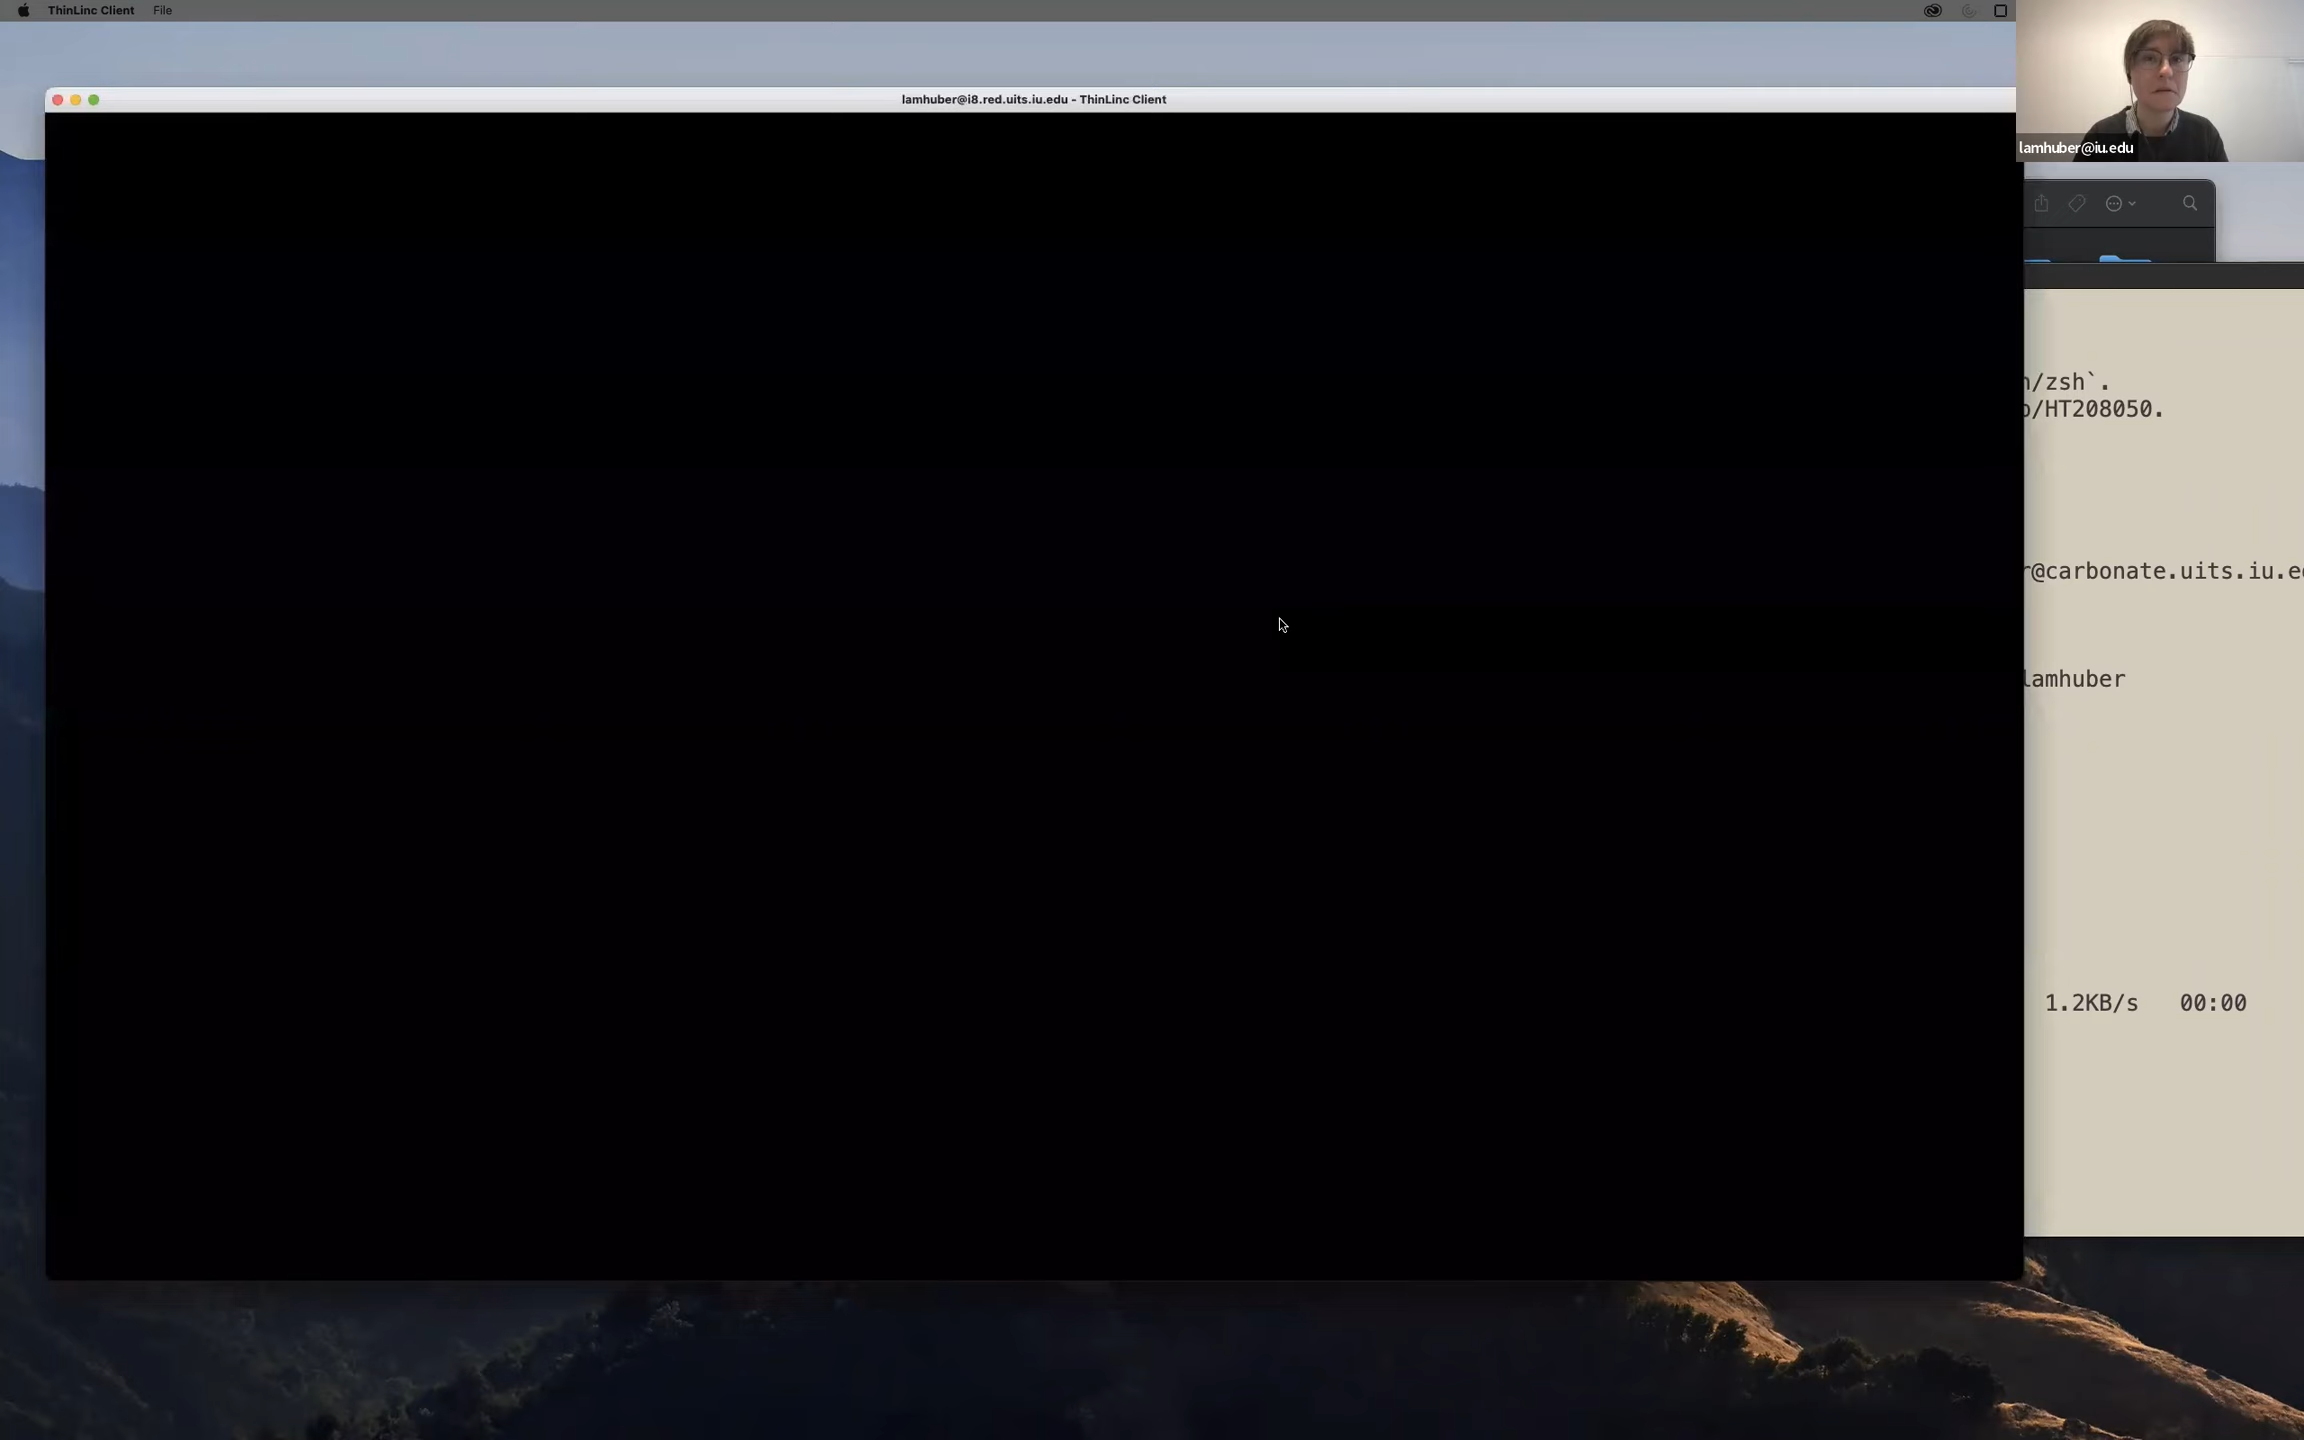 ThinLinc Client File
lamhuber@i8.red.uits.iu.edu - ThinLinc Client
lamhuber@iu.edu
/zsh`.
/HT208050.
@carbonate.uits.iu.e
lamhuber
1.2KB/s 00:00